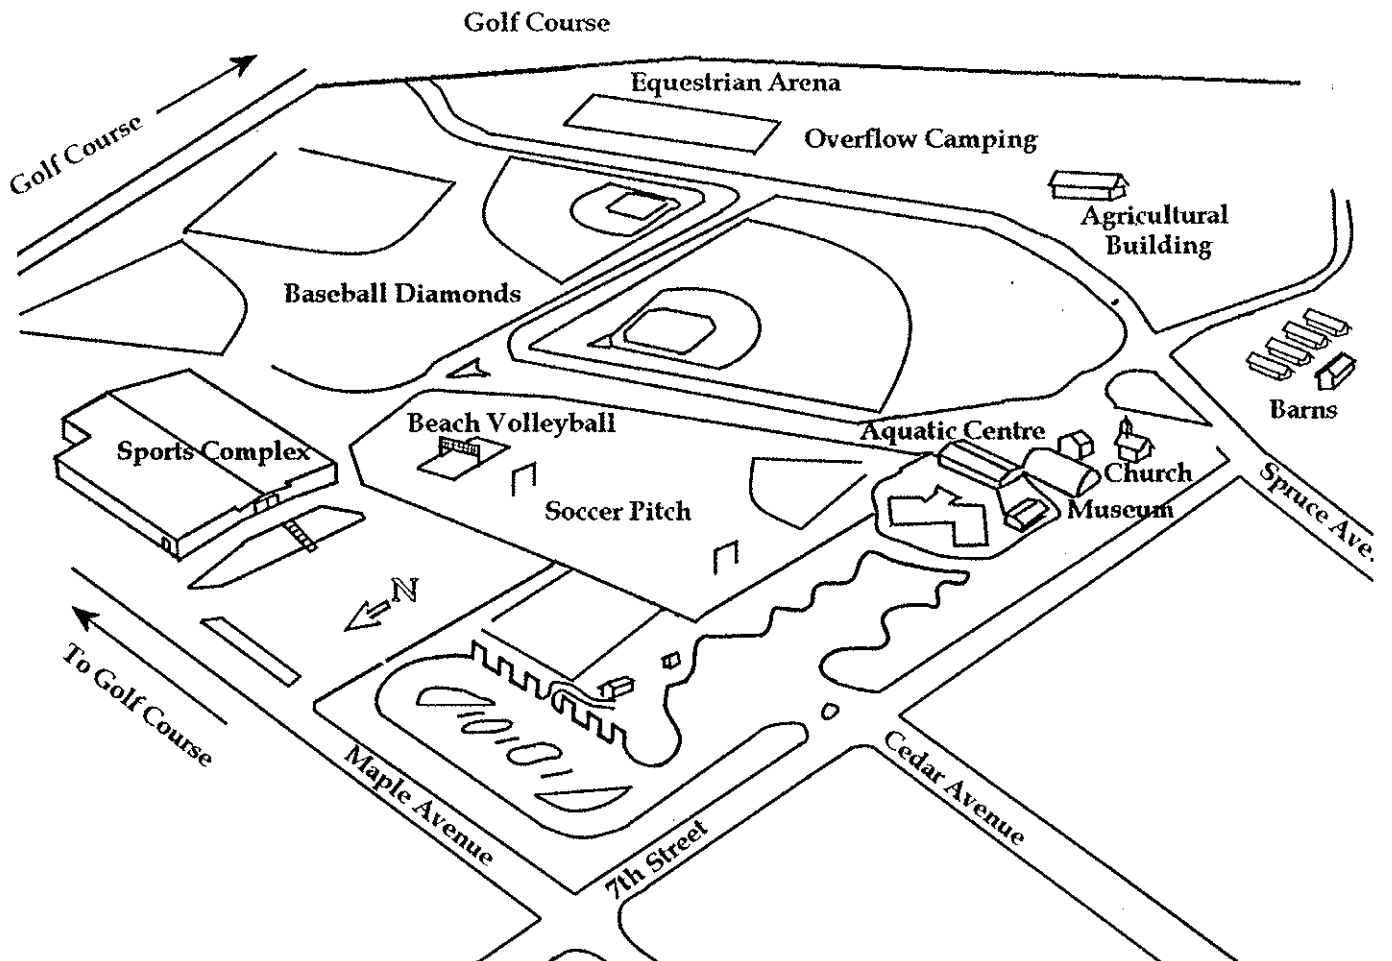 Golf Course
Equestrian Arena
Golf Course
Overflow Camping
Agricultural
Building
Baseball Diamonds
Barns
Beach Volleyball
Aquatic Centre
Sports Complex
Church
Spruce Ave.
Soccer Pitch
Museum
N
To Golf Course
Maple Avenue
Cedar Avenue
7th Street